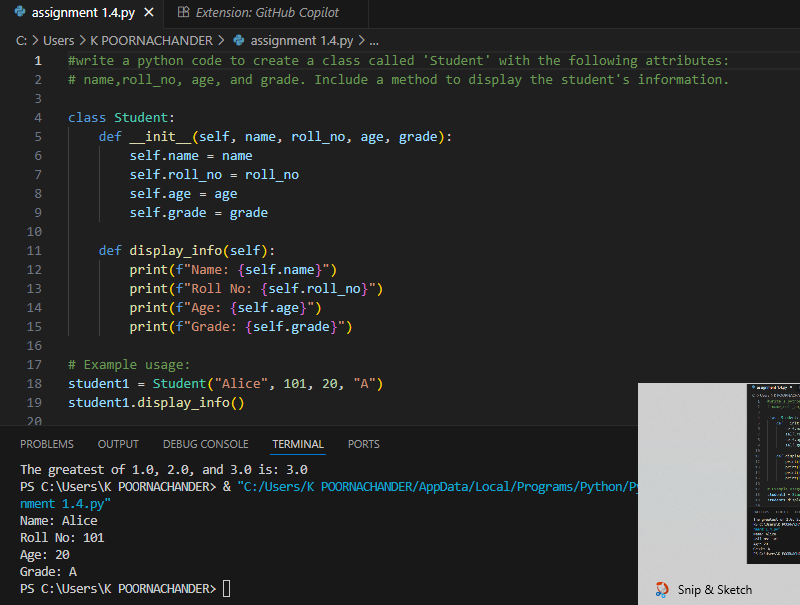 assignment 1.4.py
Extension: GitHub Copilot
C: > Users > K POORNACHANDER > assignment 1.4.py > ...
1 #write a python code to create a class called 'Student' with the following attributes:
2 # name,roll_no, age, and grade. Include a method to display the student's information.
3
4 class Student:
5     def __init__(self, name, roll_no, age, grade):
6         self.name = name
7         self.roll_no = roll_no
8         self.age = age
9         self.grade = grade
10
11     def display_info(self):
12         print(f"Name: {self.name}")
13         print(f"Roll No: {self.roll_no}")
14         print(f"Age: {self.age}")
15         print(f"Grade: {self.grade}")
16
17 # Example usage:
18 student1 = Student("Alice", 101, 20, "A")
19 student1.display_info()
20
PROBLEMS OUTPUT DEBUG CONSOLE TERMINAL PORTS
The greatest of 1.0, 2.0, and 3.0 is: 3.0
PS C:\Users\K POORNACHANDER> & "C:/Users/K POORNACHANDER/AppData/Local/Programs/Python/Py
nment 1.4.py"
Name: Alice
Roll No: 101
Age: 20
Grade: A
PS C:\Users\K POORNACHANDER>
Snip & Sketch